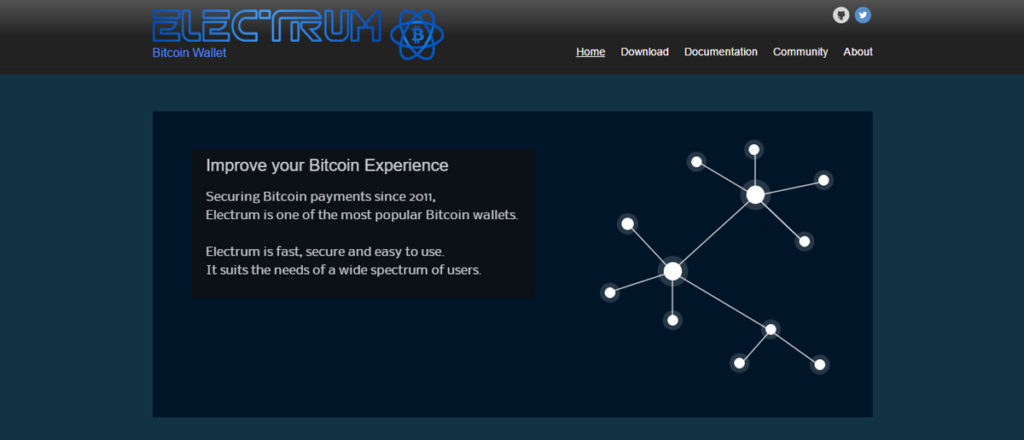 ELECTRUM
Bitcoin Wallet
Home Download Documentation Community About
Improve your Bitcoin Experience
Securing Bitcoin payments since 2011,
Electrum is one of the most popular Bitcoin wallets.
Electrum is fast, secure and easy to use.
It suits the needs of a wide spectrum of users.